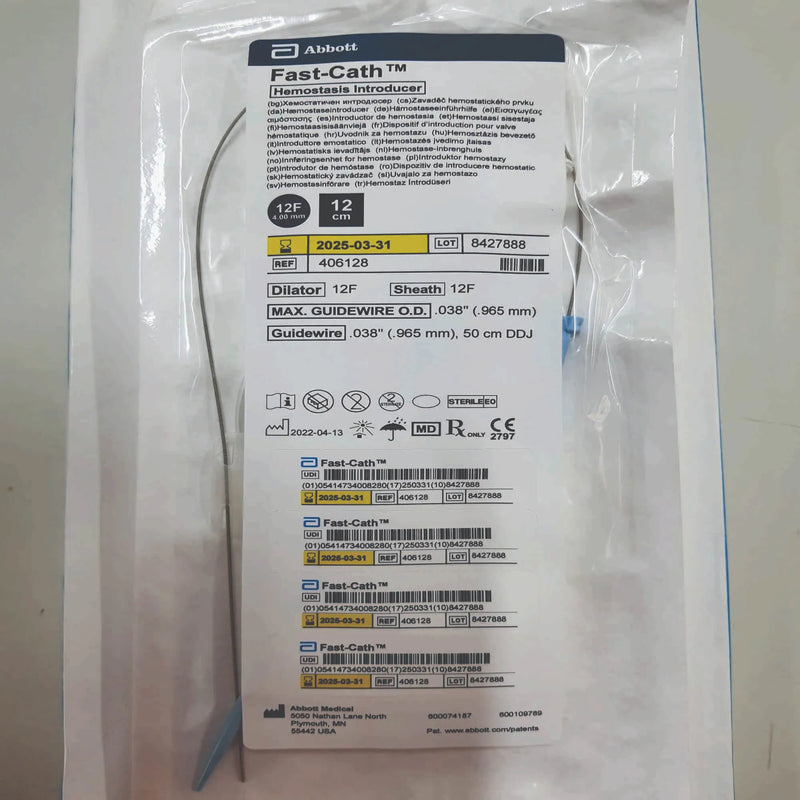 Abbott
Fast-Cath™
Hemostasis Introducer
(bg)Хемостатичен интродюсер (cs)Zavaděč hemostatického prvku
(da)Hæmostaseintroducer (de)Hämostaseeinführhilfe (el)Εισαγωγέας
αιμόστασης (es)Introductor de hemostasia (et)Hemostaasi sisestaja
(fi)Hemostaasisisäänviejä (fr)Dispositif d'introduction pour valve
hémostatique (hr)Uvodnik za hemostazu (hu)Hemosztázis bevezető
(it)Introduttore emostatico (lt)Hemostazės įvedimo įtaisas
(lv)Hemostatisks ievadītājs (nl)Hemostase-inbrenghuls
(no)Innføringsenhet for hemostase (pl)Introduktor hemostazy
(pt)Introdutor de hemóstase (ro)Dispozitiv de introducere hemostatic
(sk)Hemostatický zavádzač (sl)Uvajalo za hemostazo
(sv)Hemostasinförare (tr)Hemostaz İntrodüseri
12F 12
4.00 mm cm
2025-03-31 LOT 8427888
REF 406128
Dilator 12F Sheath 12F
MAX. GUIDEWIRE O.D. .038" (.965 mm)
Guidewire .038" (.965 mm), 50 cm DDJ
i 2 2 STERILIZE STERILE EO
2022-04-13 MD Rx ONLY CE 2797
Fast-Cath™
UDI
(01)05414734008280(17)250331(10)8427888
2025-03-31 REF 406128 LOT 8427888
Fast-Cath™
UDI
(01)05414734008280(17)250331(10)8427888
2025-03-31 REF 406128 LOT 8427888
Fast-Cath™
UDI
(01)05414734008280(17)250331(10)8427888
2025-03-31 REF 406128 LOT 8427888
Fast-Cath™
UDI
(01)05414734008280(17)250331(10)8427888
2025-03-31 REF 406128 LOT 8427888
Abbott Medical
5050 Nathan Lane North 600074187 600109789
Plymouth, MN
55442 USA Pat. www.abbott.com/patents